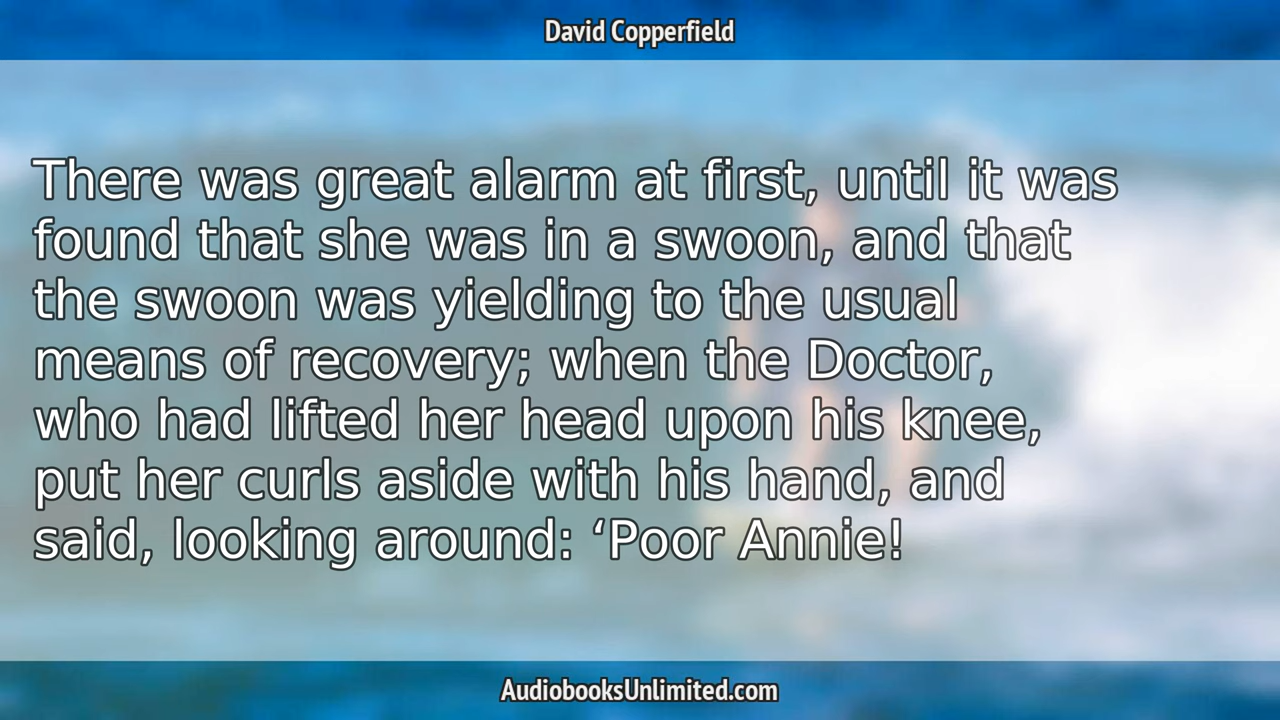 David Copperfield
There was great alarm at first, until it was
found that she was in a swoon, and that
the swoon was yielding to the usual
means of recovery; when the Doctor,
who had lifted her head upon his knee,
put her curls aside with his hand, and
said, looking around: ‘Poor Annie!
AudiobooksUnlimited.com